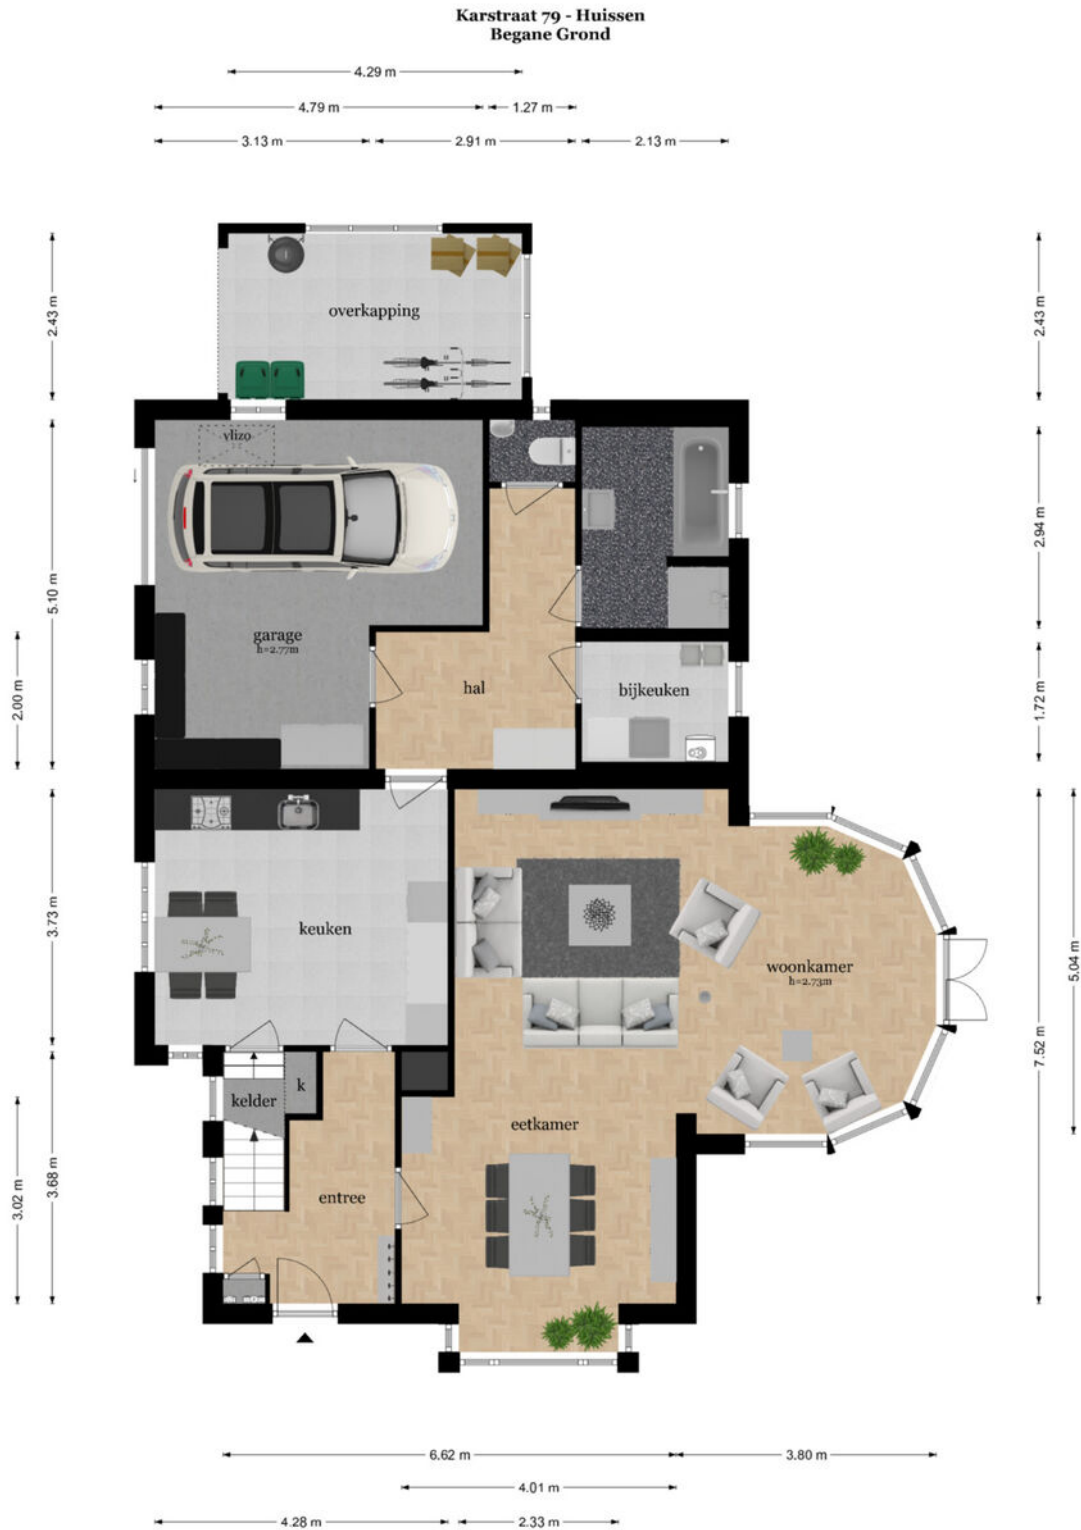 Karstraat 79 - Huissen
Begane Grond
4.29 m
4.79 m
1.27 m
3.13 m
2.91 m
2.13 m
2.43 m
2.43 m
overkapping
vlizo
2.94 m
5.10 m
garage
h=2.77m
hal
bijkeuken
2.00 m
1.72 m
keuken
3.73 m
woonkamer
h=2.73m
5.04 m
7.52 m
k
kelder
eetkamer
entree
3.68 m
3.02 m
6.62 m
3.80 m
4.01 m
4.28 m
2.33 m